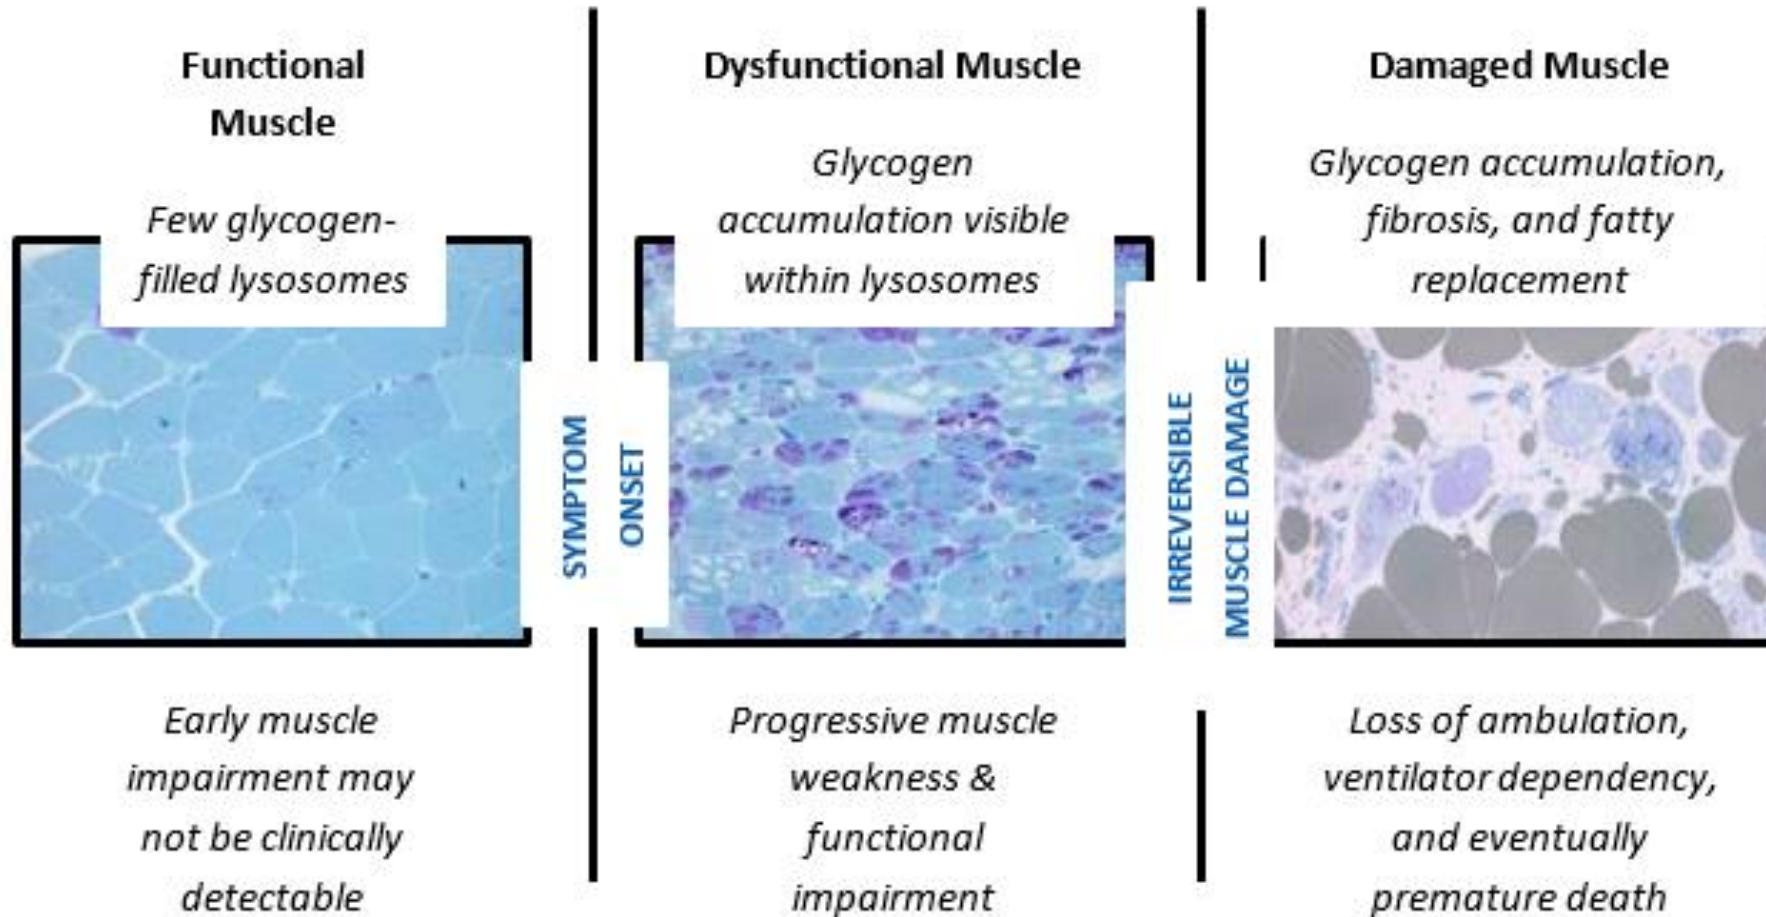 Functional
Muscle
Few glycogen-
filled lysosomes
Early muscle
impairment may
not be clinically
detectable
SYMPTOM
ONSET
Dysfunctional Muscle
Glycogen
accumulation visible
within lysosomes
Progressive muscle
weakness &
functional
impairment
IRREVERSIBLE
MUSCLE DAMAGE
Damaged Muscle
Glycogen accumulation,
fibrosis, and fatty
replacement
Loss of ambulation,
ventilator dependency,
and eventually
premature death